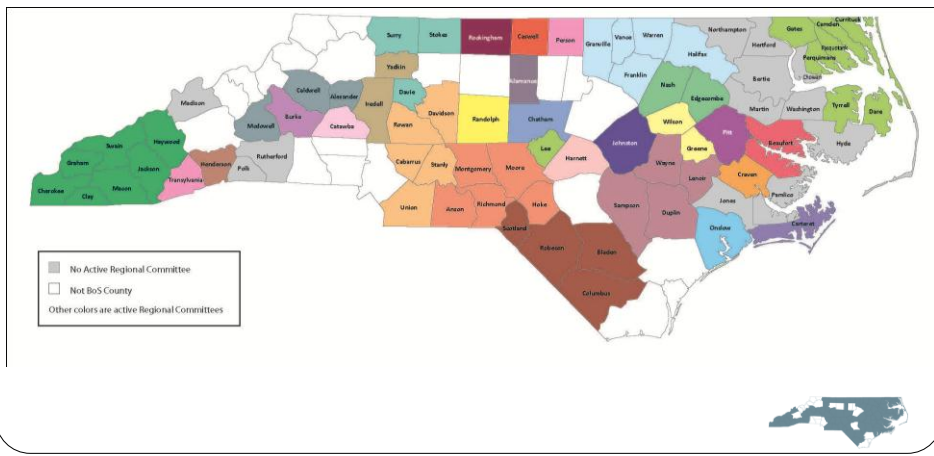 Surry
Stokes
Rockingham
Caswell
Person
Granville
Vance
Warren
Northampton
Gates
Camden
Currituck
Hertford
Pasquotank
Perquimans
Chowan
Halifax
Bertie
Franklin
Nash
Edgecombe
Martin
Washington
Tyrrell
Dare
Yadkin
Alamance
Madison
Caldwell
Alexander
Iredell
Davie
Davidson
Randolph
Chatham
Wilson
Mcdowell
Burke
Catawba
Rowan
Johnston
Pitt
Beaufort
Hyde
Greene
Lee
Harnett
Haywood
Swain
Graham
Jackson
Henderson
Rutherford
Polk
Transylvania
Cherokee
Clay
Macon
Cabarrus
Stanly
Montgomery
Moore
Wayne
Lenoir
Craven
Pamlico
Jones
Union
Anson
Richmond
Hoke
Sampson
Duplin
Onslow
Carteret
Scotland
Robeson
Bladen
Columbus
No Active Regional Committee
Not BoS County
Other colors are active Regional Committees